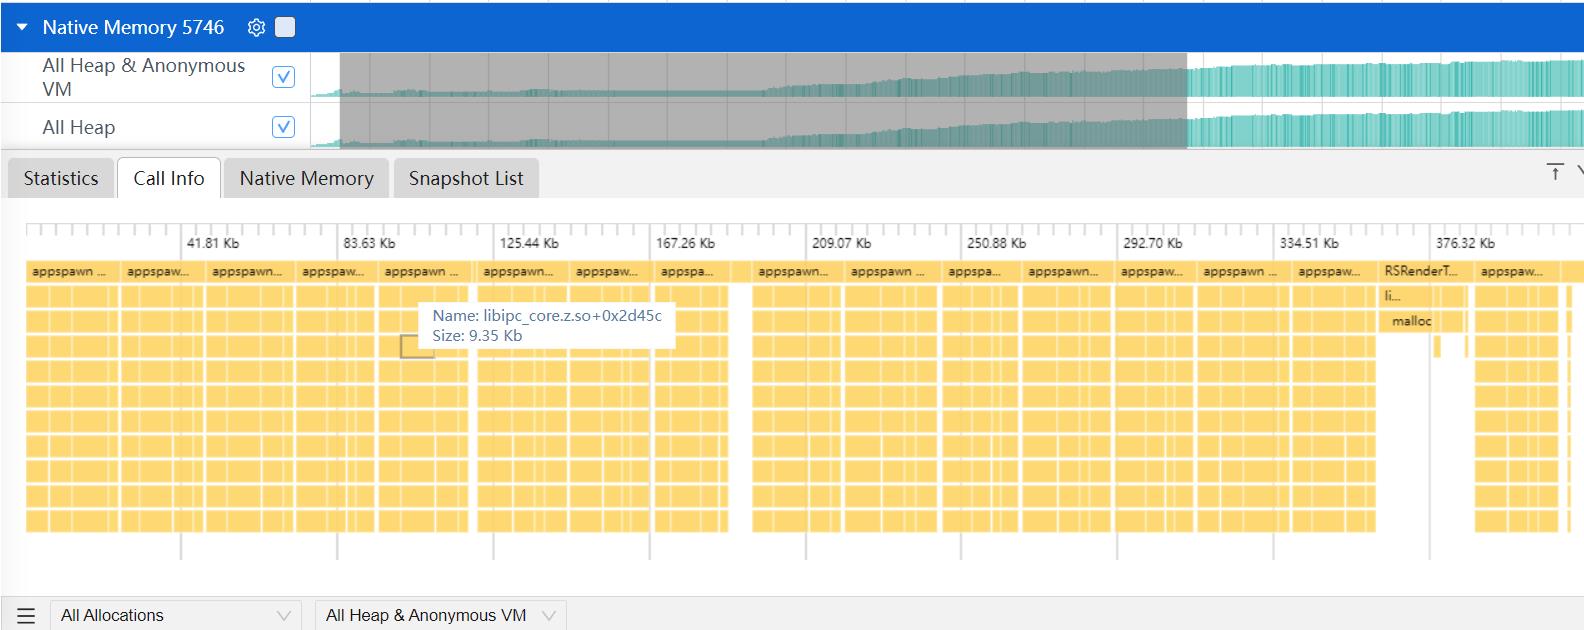 Native Memory 5746
All Heap & Anonymous
VM
All Heap
Statistics
Call Info
Native Memory
Snapshot List
41.81 Kb 83.63 Kb 125.44 Kb 167.26 Kb 209.07 Kb 250.88 Kb 292.70 Kb 334.51 Kb 376.32 Kb
appspawn ... appspaw... appspawn... appspaw... appspawn ... appspawn... appspaw... appspa... appspawn... appspawn ... appspa... appspawn... appspaw... appspawn ... appspaw... RSRenderT... appspaw...
li...
Name: libipc_core.z.so+0x2d45c
malloc
Size: 9.35 Kb
All Allocations
All Heap & Anonymous VM